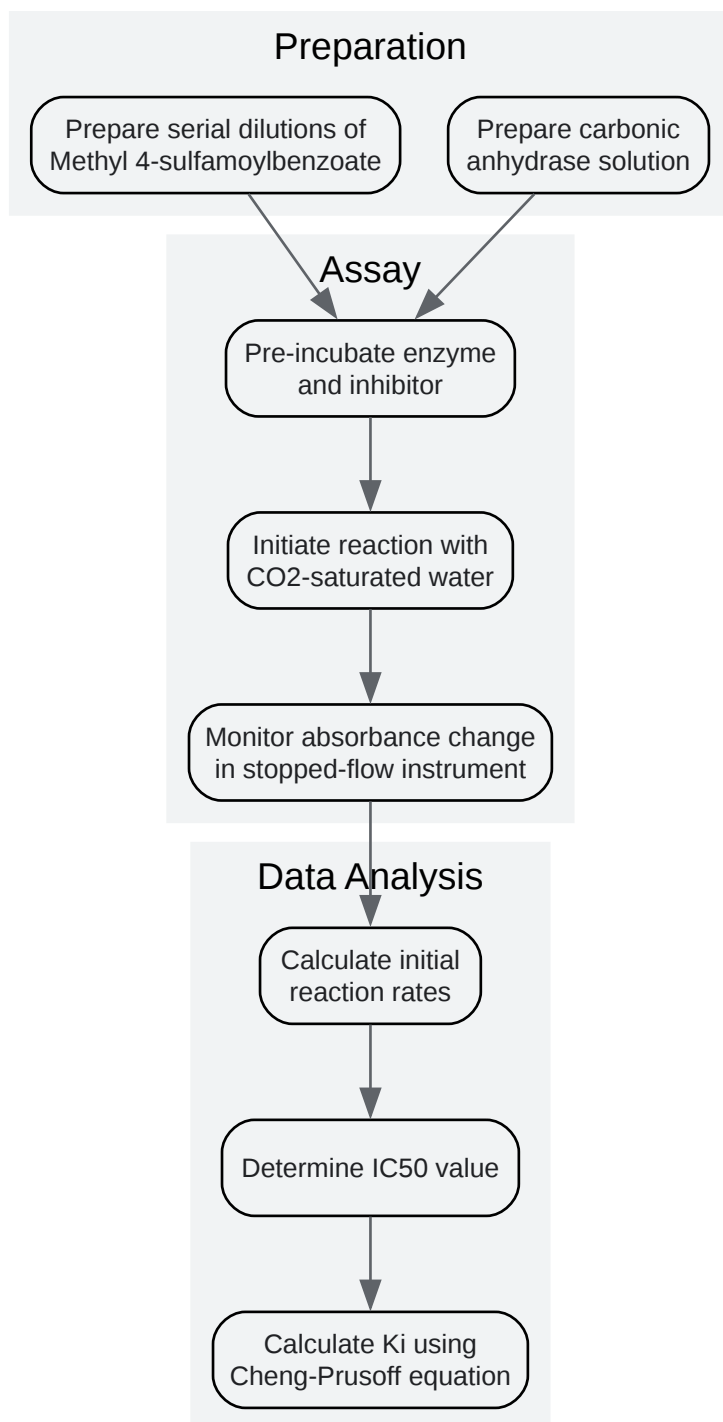 Preparation
Prepare serial dilutions of
Methyl 4-sulfamoylbenzoate
Prepare carbonic
anhydrase solution
Assay
Pre-incubate enzyme
and inhibitor
Initiate reaction with
CO2-saturated water
Monitor absorbance change
in stopped-flow instrument
Data Analysis
Calculate initial
reaction rates
Determine IC50 value
Calculate Ki using
Cheng-Prusoff equation